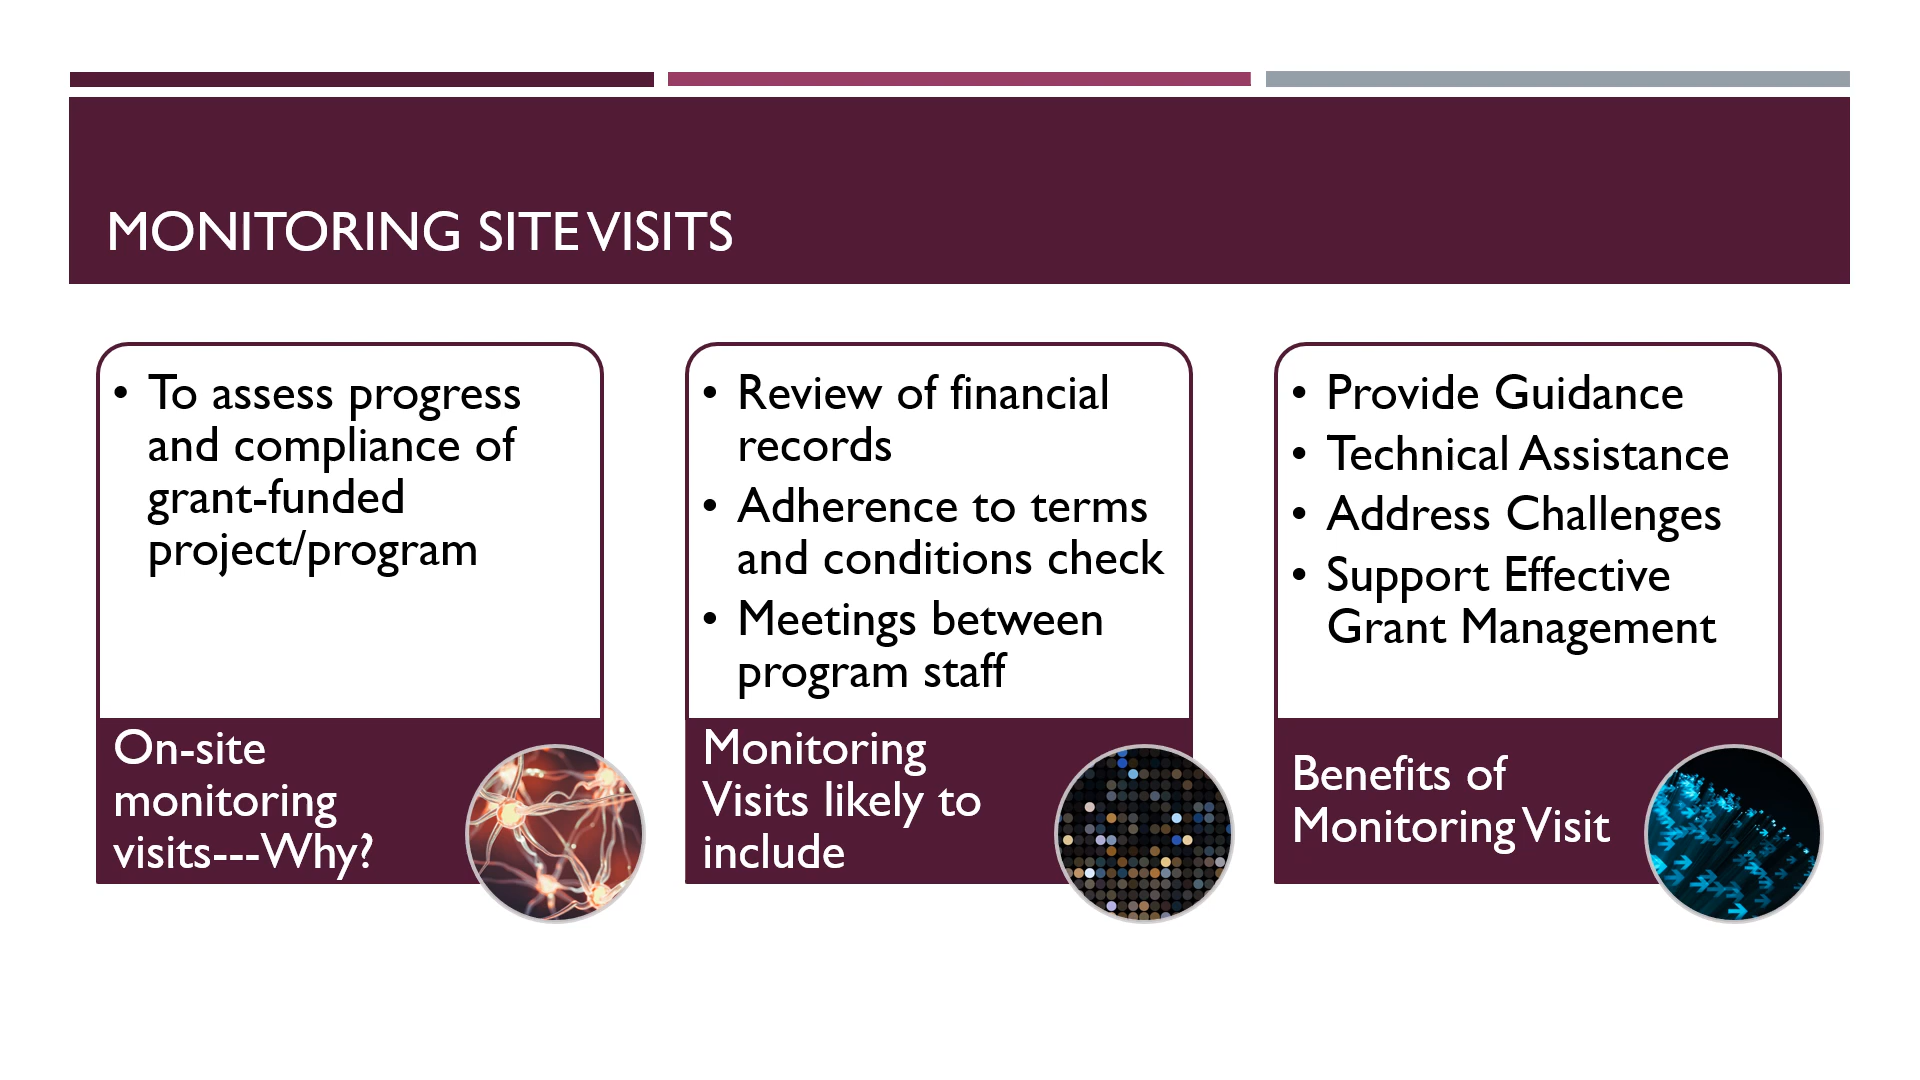 MONITORING SITE VISITS
• To assess progress
and compliance of
grant-funded
project/program
On-site
monitoring
visits---Why?
• Review of financial
records
• Adherence to terms
and conditions check
• Meetings between
program staff
Monitoring
Visits likely to
include
• Provide Guidance
• Technical Assistance
• Address Challenges
• Support Effective
Grant Management
Benefits of
Monitoring Visit